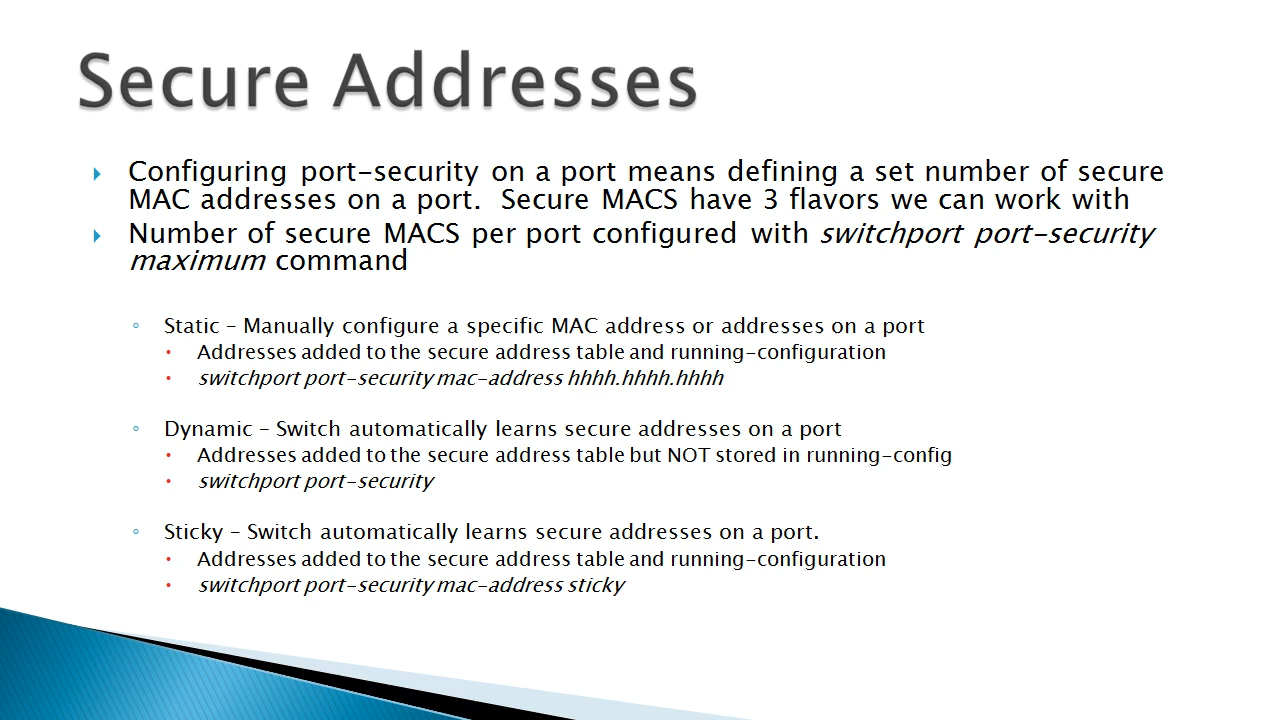 Secure Addresses
Configuring port-security on a port means defining a set number of secure
MAC addresses on a port.  Secure MACS have 3 flavors we can work with
Number of secure MACS per port configured with switchport port-security
maximum command
Static – Manually configure a specific MAC address or addresses on a port
Addresses added to the secure address table and running-configuration
switchport port-security mac-address hhhh.hhhh.hhhh
Dynamic – Switch automatically learns secure addresses on a port
Addresses added to the secure address table but NOT stored in running-config
switchport port-security
Sticky – Switch automatically learns secure addresses on a port.
Addresses added to the secure address table and running-configuration
switchport port-security mac-address sticky